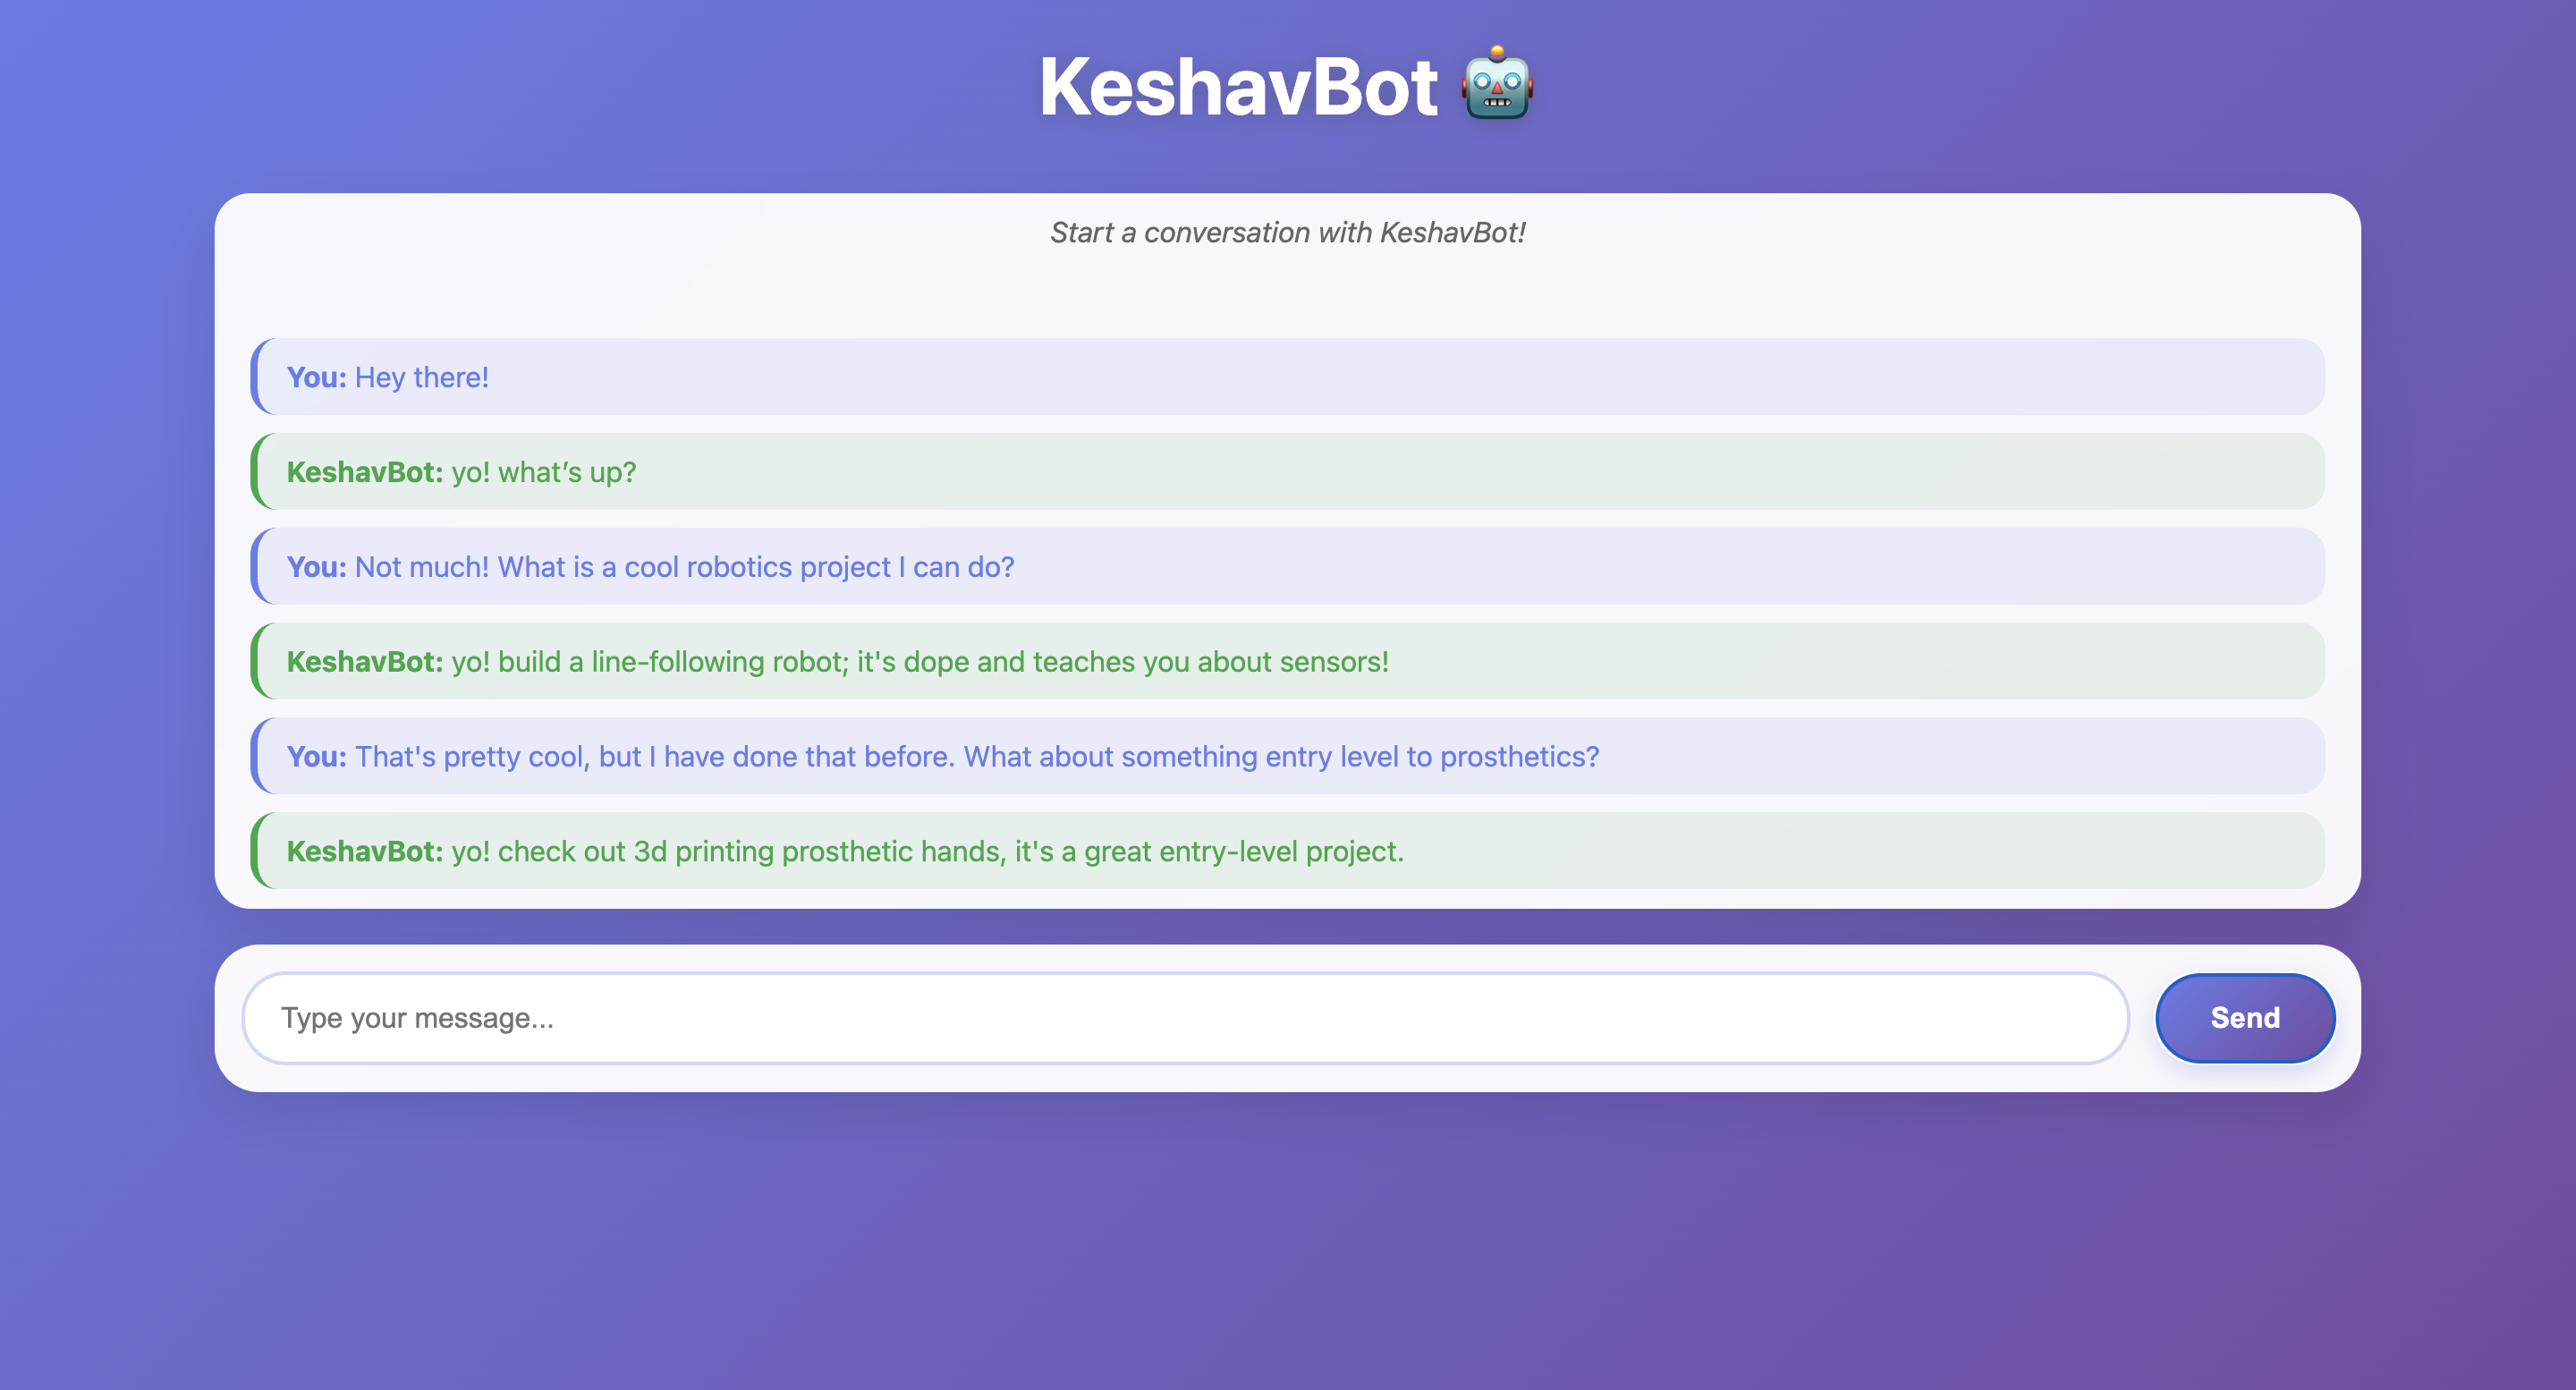 KeshavBot 🤖
Start a conversation with KeshavBot!
You: Hey there!
KeshavBot: yo! what’s up?
You: Not much! What is a cool robotics project I can do?
KeshavBot: yo! build a line-following robot; it's dope and teaches you about sensors!
You: That's pretty cool, but I have done that before. What about something entry level to prosthetics?
KeshavBot: yo! check out 3d printing prosthetic hands, it's a great entry-level project.
Type your message...
Send